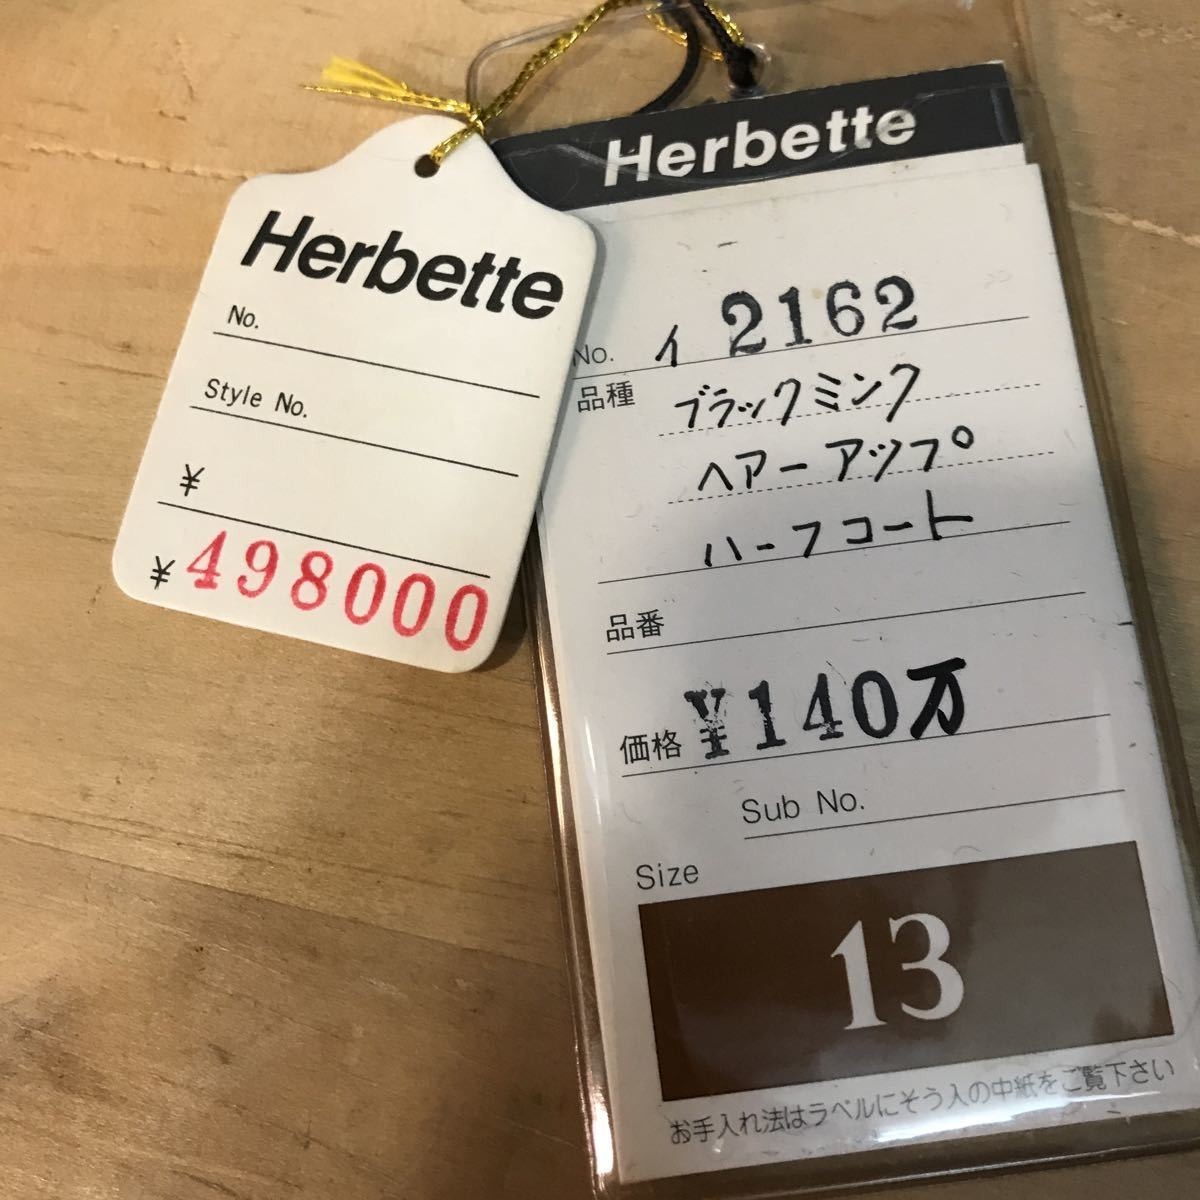 Herbette
No.
Style No.
¥
¥ 498000
Herbette
No. イ 2162
品種 ブラックミンク
ヘアーアップ
ハーフコート
品番
価格 ¥140万
Sub No.
Size
13
お手入れ法はラベルにそう入の中紙をご覧下さい